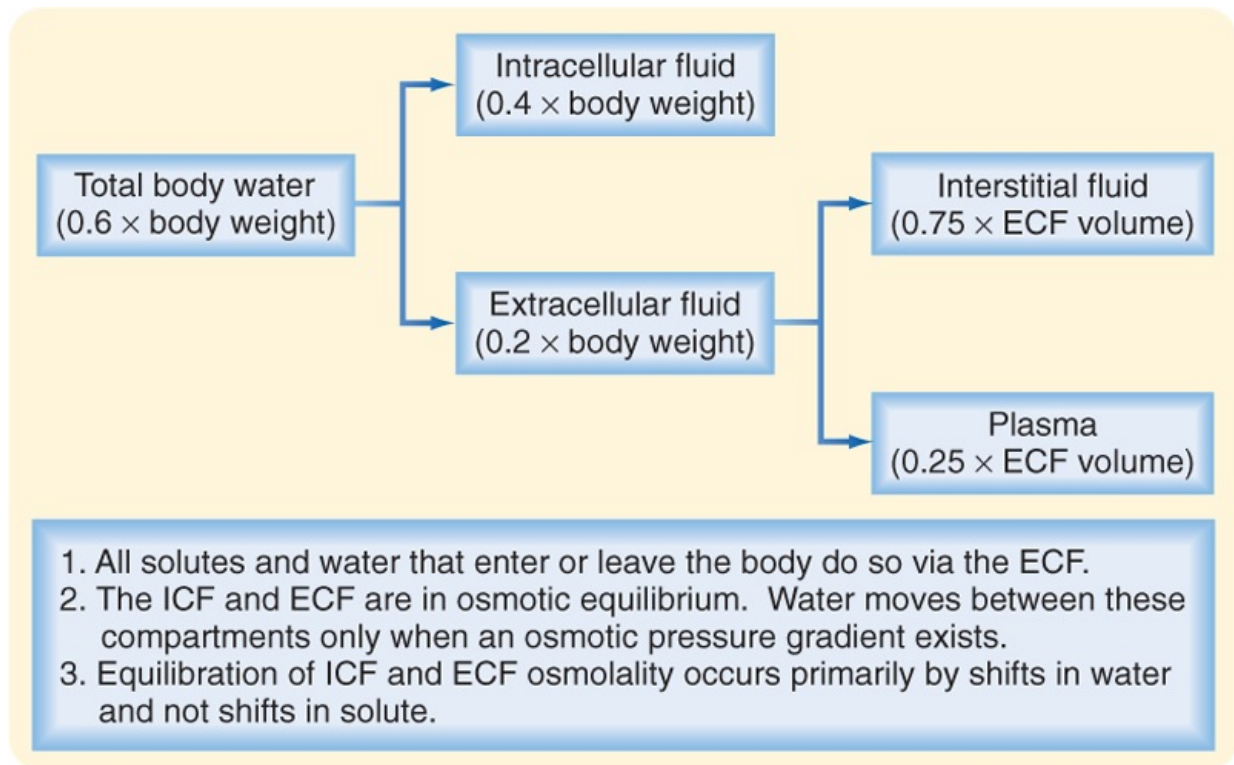 Intracellular fluid
(0.4 × body weight)
Total body water
(0.6 × body weight)
Interstitial fluid
(0.75 × ECF volume)
Extracellular fluid
(0.2 × body weight)
Plasma
(0.25 × ECF volume)
1. All solutes and water that enter or leave the body do so via the ECF.
2. The ICF and ECF are in osmotic equilibrium. Water moves between these
compartments only when an osmotic pressure gradient exists.
3. Equilibration of ICF and ECF osmolality occurs primarily by shifts in water
and not shifts in solute.